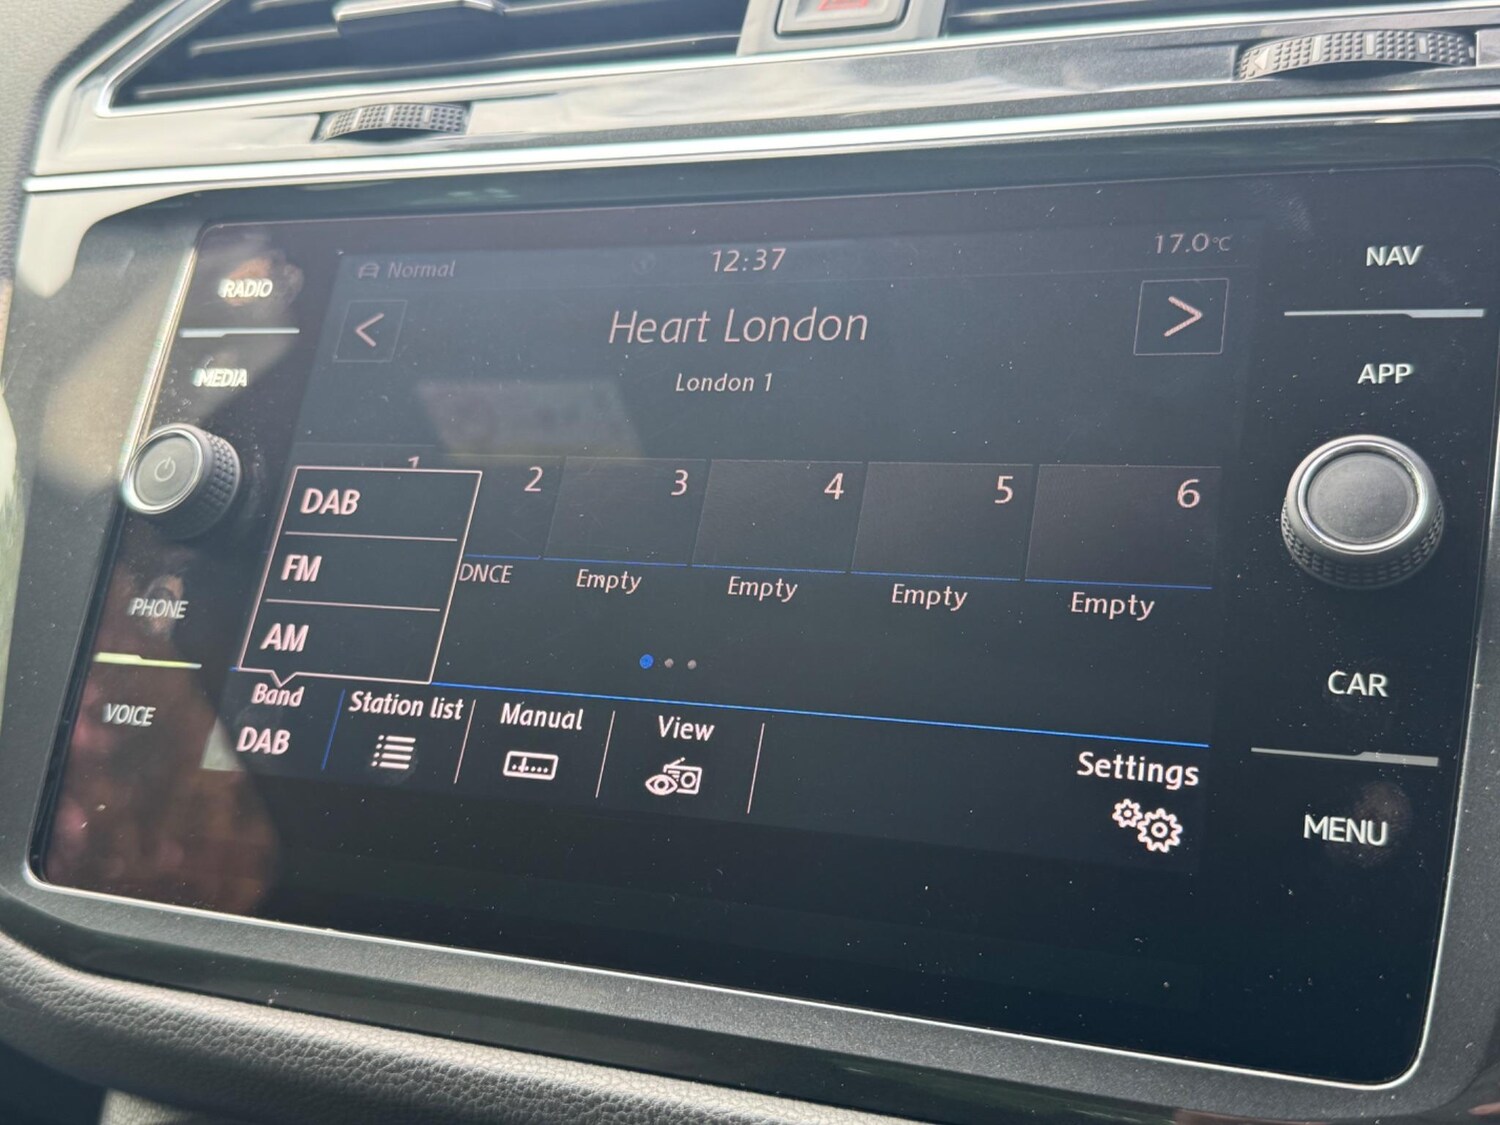 Normal
12:37
17.0°C
RADIO
Heart London
NAV
London 1
MEDIA
APP
1
2
3
4
5
6
DAB
FM
AM
DNCE
Empty
Empty
Empty
Empty
PHONE
VOICE
CAR
MENU
Band
DAB
Station list
Manual
View
Settings